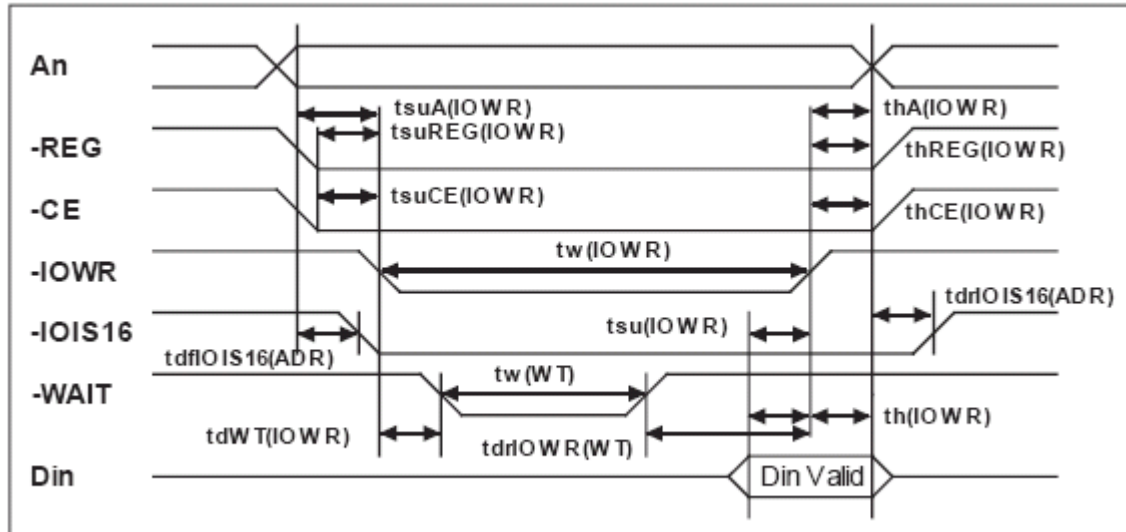 An
tsuA(IOWR)
thA(IOWR)
tsuREG(IOWR)
-REG
thREG(IOWR)
tsuCE(IOWR)
-CE
thCE(IOWR)
tw(IOWR)
-IOWR
tdrIOIS16(ADR)
-IOIS16
tsu(IOWR)
tdfIOIS16(ADR)
tw(WT)
-WAIT
th(IOWR)
tdWT(IOWR)
tdrIOWR(WT)
Din
Din Valid